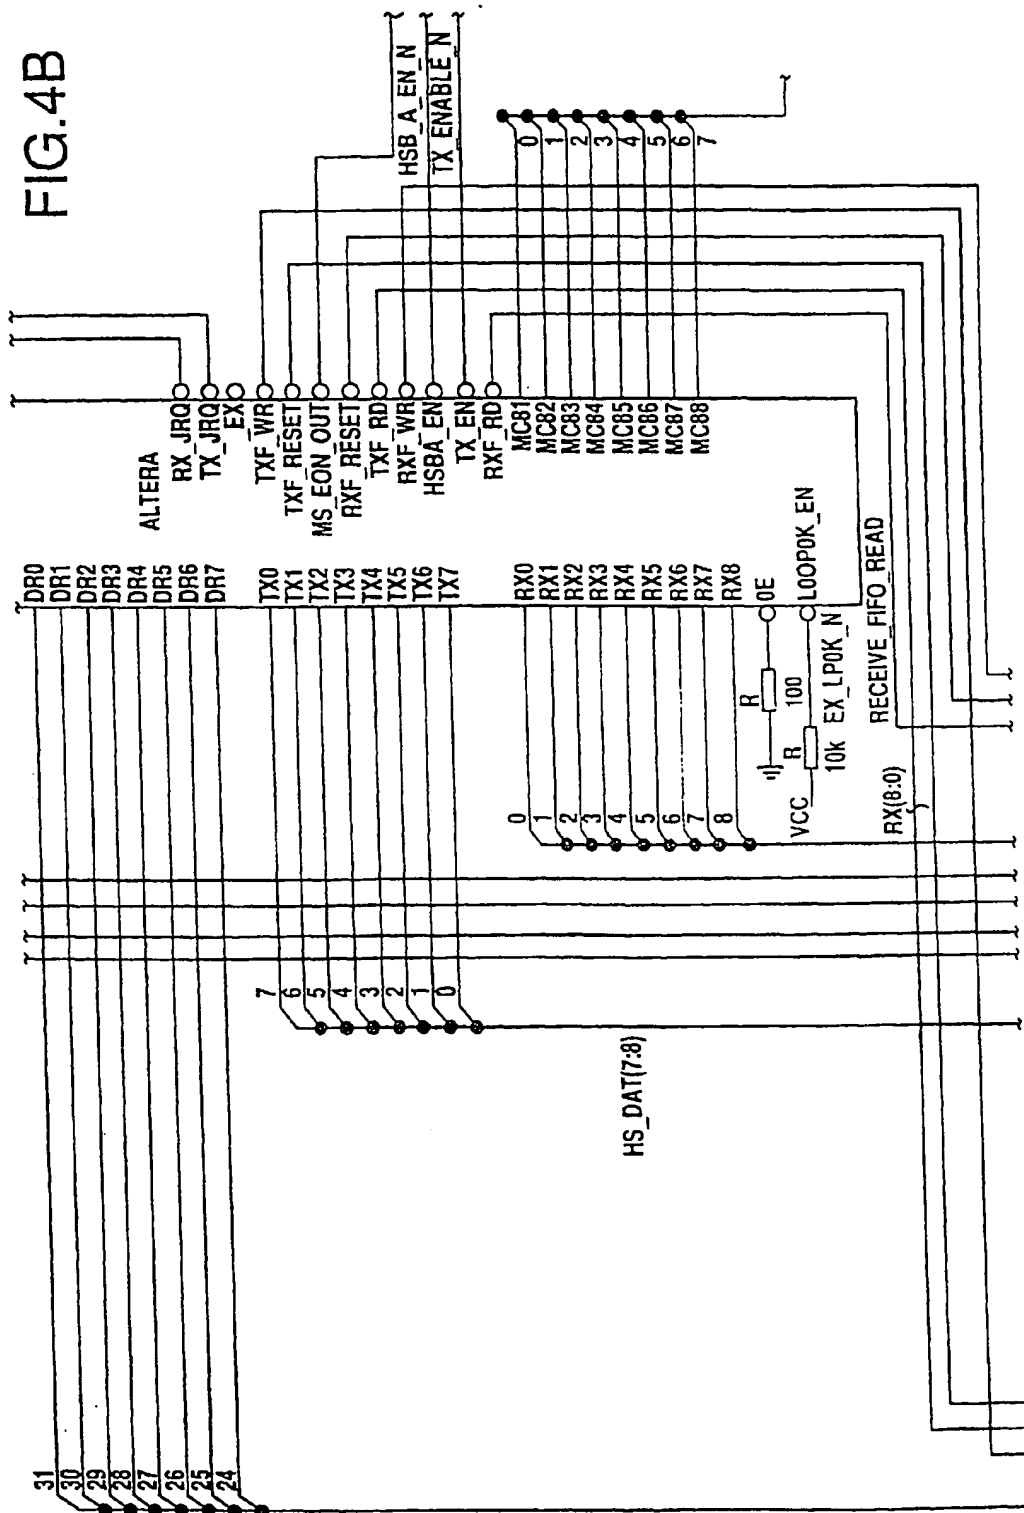 FIG.4B
HSB_A_EN_N
TX_ENABLE_N
ALTERA
RX_JRQ
TX_JRQ
EX
TXF_WR
TXF_RESET
MS_EON_OUT
RXF_RESET
TXF_RD
RXF_WR
HSBA_EN
TX_EN
RXF_RD
MC81
MC82
MC83
MC84
MC85
MC86
MC87
MC88
0
1
2
3
4
5
6
7
DR0
DR1
DR2
DR3
DR4
DR5
DR6
DR7
TX0
TX1
TX2
TX3
TX4
TX5
TX6
TX7
RX0
RX1
RX2
RX3
RX4
RX5
RX6
RX7
RX8
OE
LOOPOK_EN
R
100
R
10k
EX_LPOK_N
VCC
RECEIVE_FIFO_READ
RX(8:0)
0
1
2
3
4
5
6
7
8
7
6
5
4
3
2
1
0
HS_DAT(7:8)
31
30
29
28
27
26
25
24